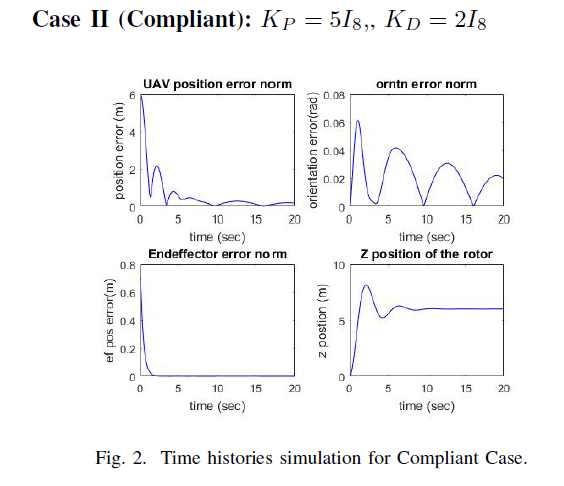 Case II (Compliant): K_P = 5I_8,, K_D = 2I_8
UAV position error norm
position error (m)
6
4
2
0
0 5 10 15 20
time (sec)
orntn error norm
orientation error(rad)
0.08
0.06
0.04
0.02
0
0 5 10 15 20
time (sec)
Endeffector error norm
ef pos error(m)
0.8
0.6
0.4
0.2
0
0 5 10 15 20
time (sec)
Z position of the rotor
z postion (m)
10
5
0
0 5 10 15 20
time (sec)
Fig. 2. Time histories simulation for Compliant Case.